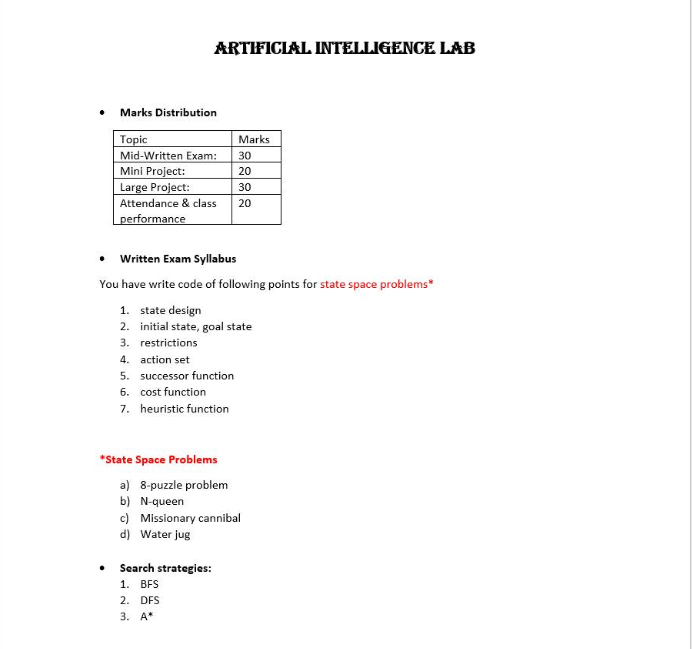 ARTIFICIAL INTELLIGENCE LAB
• Marks Distribution
Topic Marks
Mid-Written Exam: 30
Mini Project: 20
Large Project: 30
Attendance & class 20
performance
• Written Exam Syllabus
You have write code of following points for state space problems*
1. state design
2. initial state, goal state
3. restrictions
4. action set
5. successor function
6. cost function
7. heuristic function
*State Space Problems
a) 8-puzzle problem
b) N-queen
c) Missionary cannibal
d) Water jug
• Search strategies:
1. BFS
2. DFS
3. A*